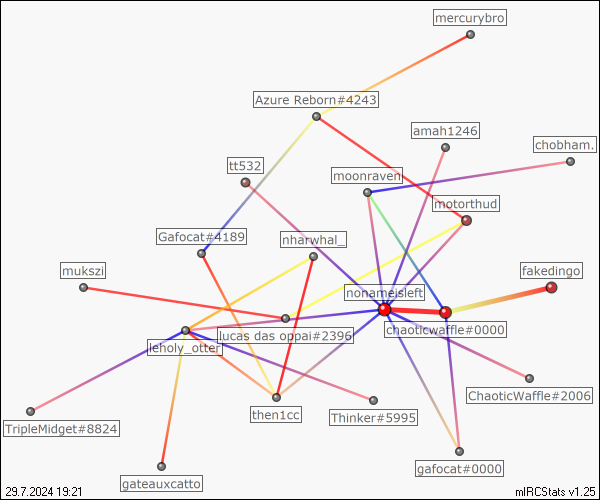 mercurybro
Azure Reborn#4243
amah1246
chobham.
tt532
moonraven
motorthud
Gafocat#4189
nharwhal_
mukszi
fakedingo
nonameisleft
chaoticwaffle#0000
lucas das oppai#2396
leholy_otter
ChaoticWaffle#2006
then1cc
Thinker#5995
TripleMidget#8824
gafocat#0000
gateauxcatto
29.7.2024 19:21
mIRCStats v1.25